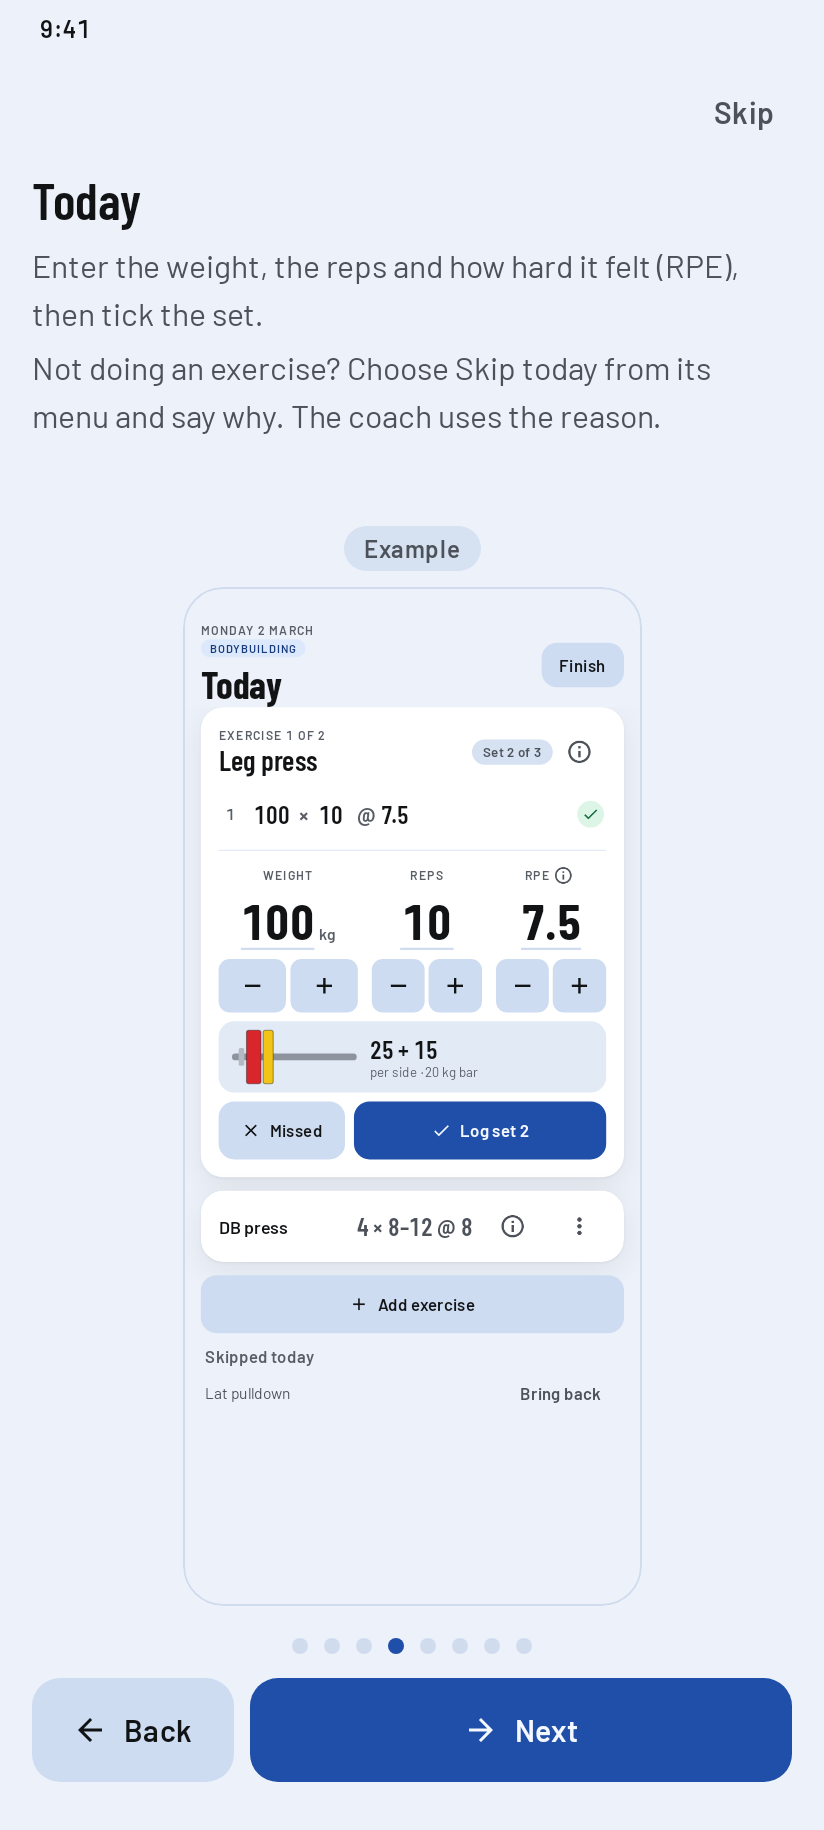 9:41
Skip
Today
Enter the weight, the reps and how hard it felt (RPE),
then tick the set.
Not doing an exercise? Choose Skip today from its
menu and say why. The coach uses the reason.
Example
MONDAY 2 MARCH
BODYBUILDING
Today
Finish
EXERCISE 1 OF 2
Leg press
Set 2 of 3
1 100 × 10 @ 7.5
WEIGHT REPS RPE
100 kg 10 7.5
− + − + − +
25 + 15
per side · 20 kg bar
Missed
Log set 2
DB press 4 × 8–12 @ 8
+ Add exercise
Skipped today
Lat pulldown Bring back
Back
Next